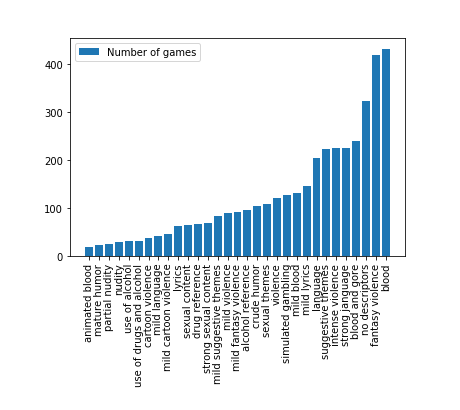 Number of games
400
300
200
100
0
animated blood
mature humor
partial nudity
nudity
use of alcohol
use of drugs and alcohol
cartoon violence
mild language
mild cartoon violence
lyrics
sexual content
drug reference
strong sexual content
mild suggestive themes
mild violence
mild fantasy violence
alcohol reference
crude humor
sexual themes
violence
simulated gambling
mild blood
mild lyrics
language
suggestive themes
intense violence
strong language
blood and gore
no descriptors
fantasy violence
blood